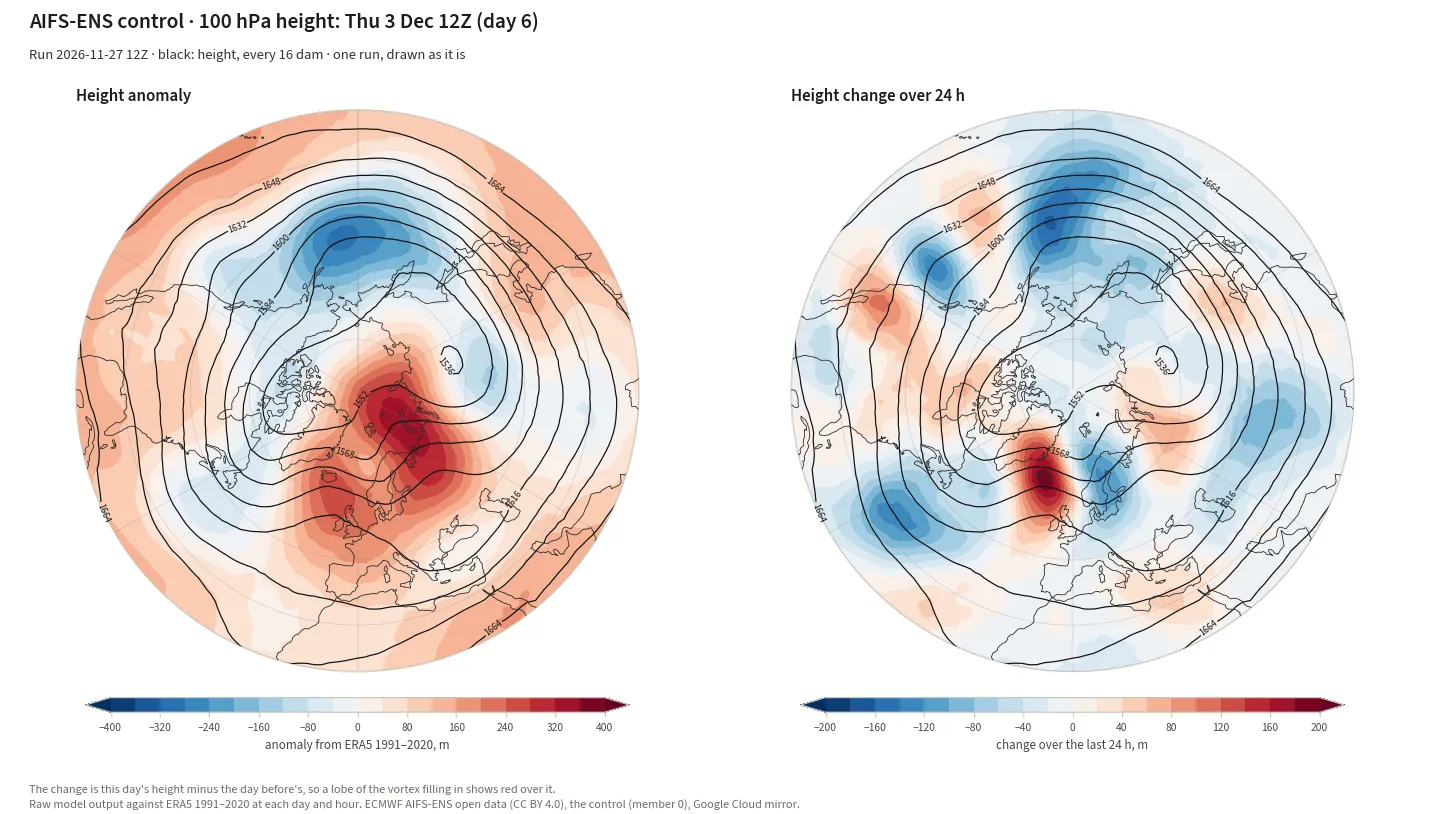 AIFS-ENS control · 100 hPa height: Thu 3 Dec 12Z (day 6)
Run 2026-11-27 12Z · black: height, every 16 dam · one run, drawn as it is
Height anomaly
Height change over 24 h
1648
1664
1632
1600
1584
1536
1552
1568
1616
1664
1664
1648
1664
1632
1600
1584
1536
1552
1568
1616
1664
1664
−400 −320 −240 −160 −80 0 80 160 240 320 400
anomaly from ERA5 1991–2020, m
−200 −160 −120 −80 −40 0 40 80 120 160 200
change over the last 24 h, m
The change is this day's height minus the day before's, so a lobe of the vortex filling in shows red over it.
Raw model output against ERA5 1991–2020 at each day and hour. ECMWF AIFS-ENS open data (CC BY 4.0), the control (member 0), Google Cloud mirror.